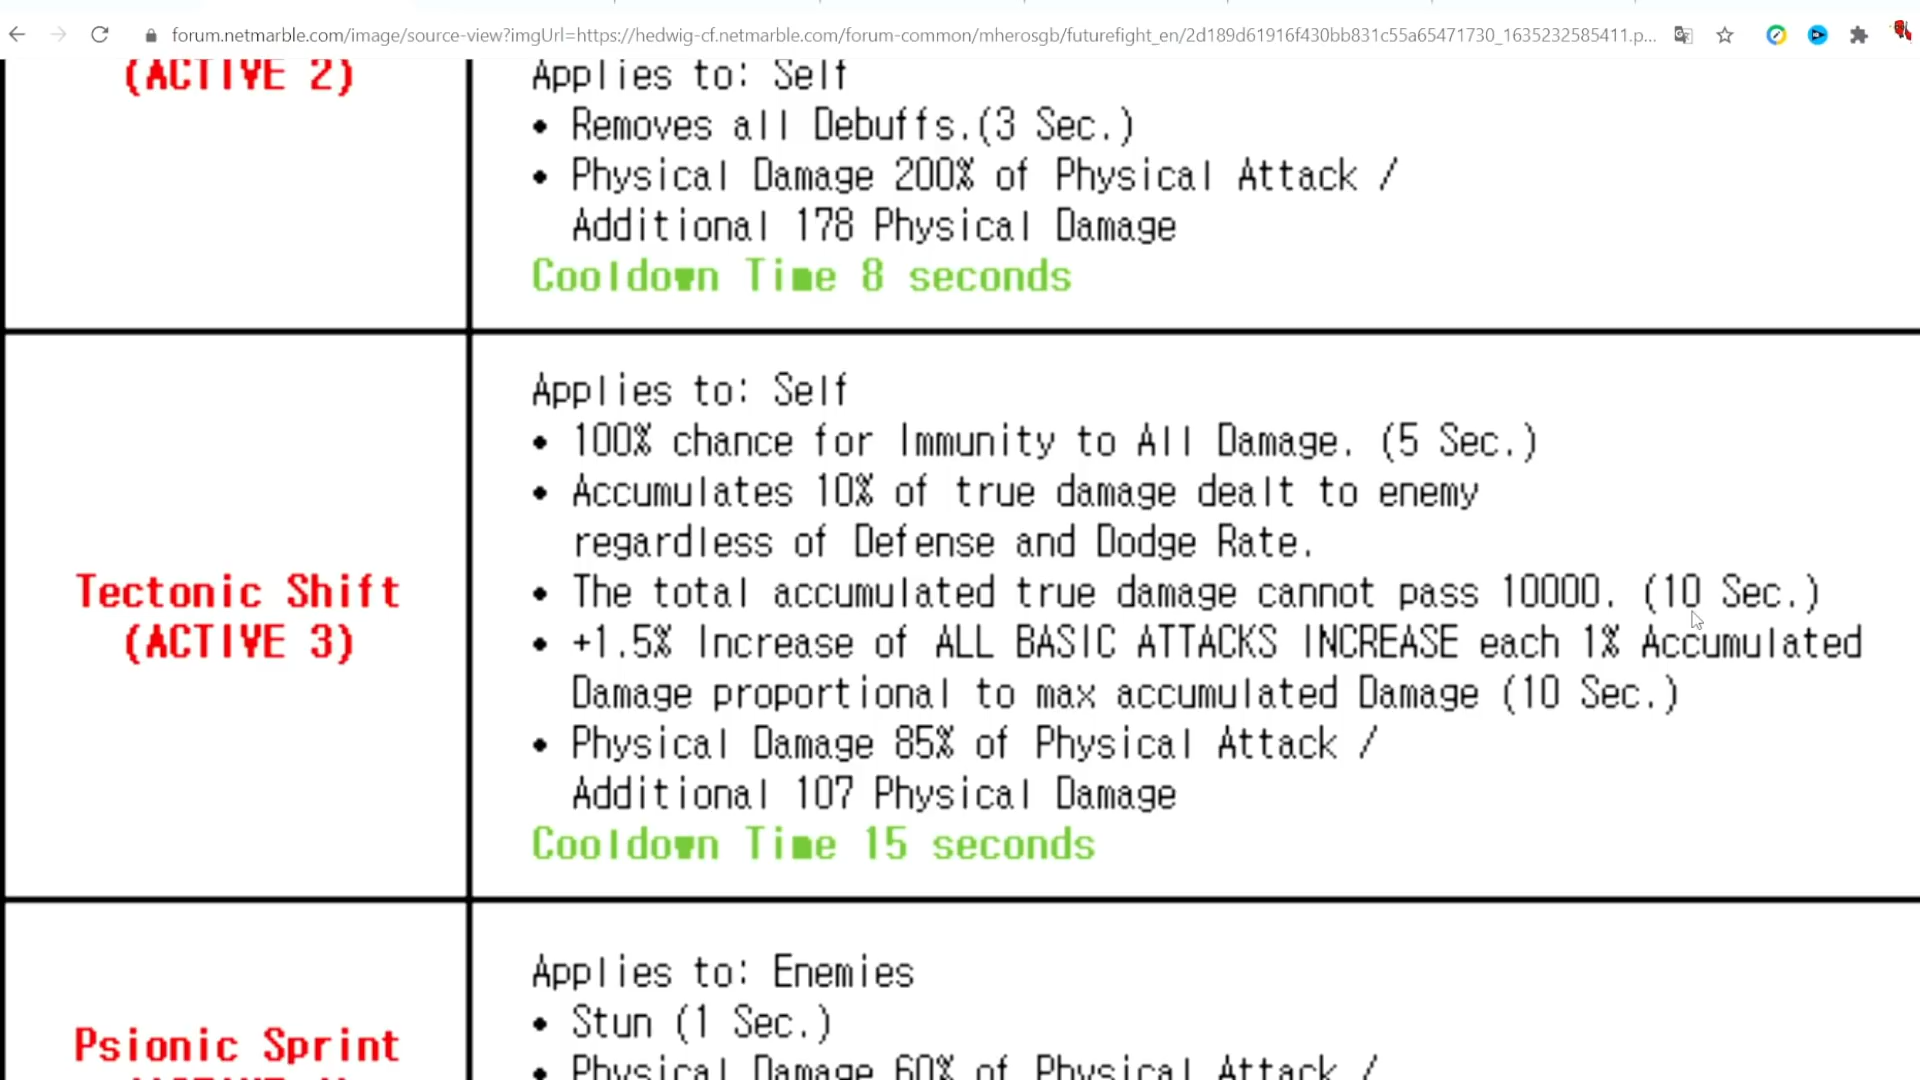 forum.netmarble.com/image/source-view?imgUrl=https://hedwig-cf.netmarble.com/forum-common/mherosgb/futurefight_en/2d189d61916f430bb831c55a65471730_1635232585411.p...
(ACTIVE 2)
Applies to: Self
• Removes all Debuffs.(3 Sec.)
• Physical Damage 200% of Physical Attack /
Additional 178 Physical Damage
Cooldown Time 8 seconds
Tectonic Shift
(ACTIVE 3)
Applies to: Self
• 100% chance for Immunity to All Damage. (5 Sec.)
• Accumulates 10% of true damage dealt to enemy
regardless of Defense and Dodge Rate.
• The total accumulated true damage cannot pass 10000. (10 Sec.)
• +1.5% Increase of ALL BASIC ATTACKS INCREASE each 1% Accumulated
Damage proportional to max accumulated Damage (10 Sec.)
• Physical Damage 85% of Physical Attack /
Additional 107 Physical Damage
Cooldown Time 15 seconds
Psionic Sprint
Applies to: Enemies
• Stun (1 Sec.)
• Physical Damage 60% of Physical Attack /